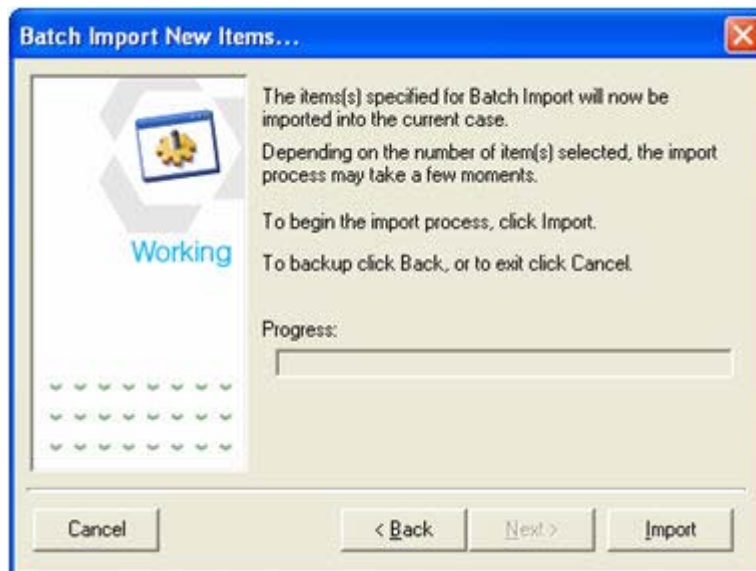 Batch Import New Items...
The items(s) specified for Batch Import will now be
imported into the current case.
Depending on the number of item(s) selected, the import
process may take a few moments.
To begin the import process, click Import.
Working
To backup click Back, or to exit click Cancel.
Progress:
Cancel
< Back
Next >
Import